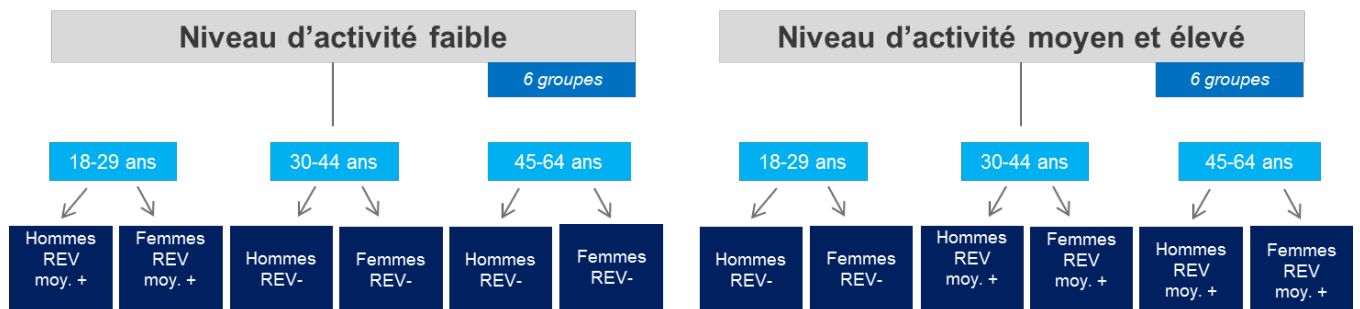 Niveau d'activité faible
6 groupes
18-29 ans
30-44 ans
45-64 ans
Hommes
REV
moy. +
Femmes
REV
moy. +
Hommes
REV-
Femmes
REV-
Hommes
REV-
Femmes
REV-
Niveau d'activité moyen et élevé
6 groupes
18-29 ans
30-44 ans
45-64 ans
Hommes
REV-
Femmes
REV-
Hommes
REV
moy. +
Femmes
REV
moy. +
Hommes
REV
moy. +
Femmes
REV
moy. +